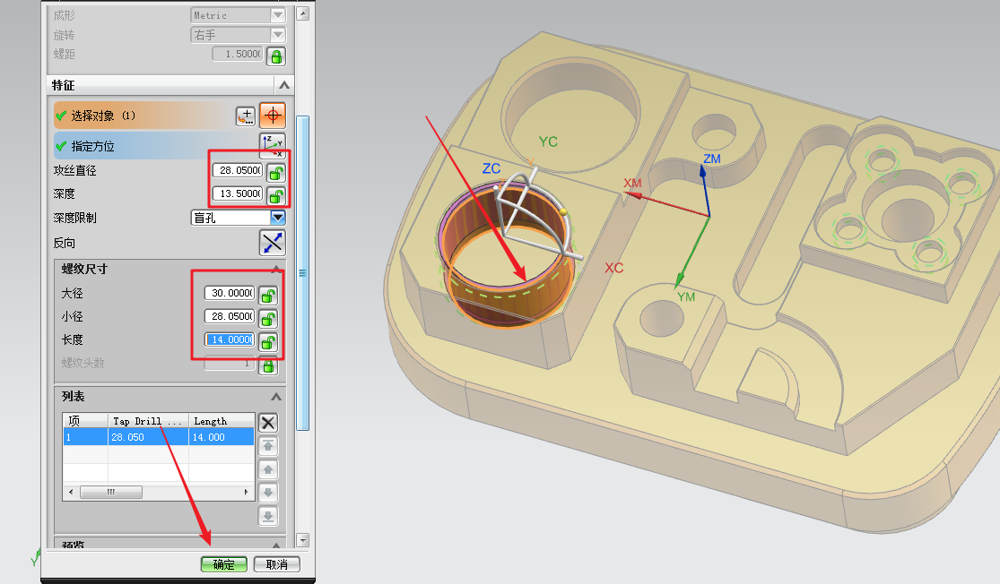 成形 Metric
旋转 右手
螺距 1.50000
特征
选择对象 (1)
指定方位
攻丝直径 28.0500(
深度 13.5000(
深度限制 盲孔
反向
螺纹尺寸
大径 30.0000(
小径 28.0500(
长度 14.0000(
螺纹头数 1
列表
项 Tap Drill ... Length
1 28.050 14.000
预览
确定 取消
YC
ZC
XC
ZM
XM
YM
Z
Y
X
Y